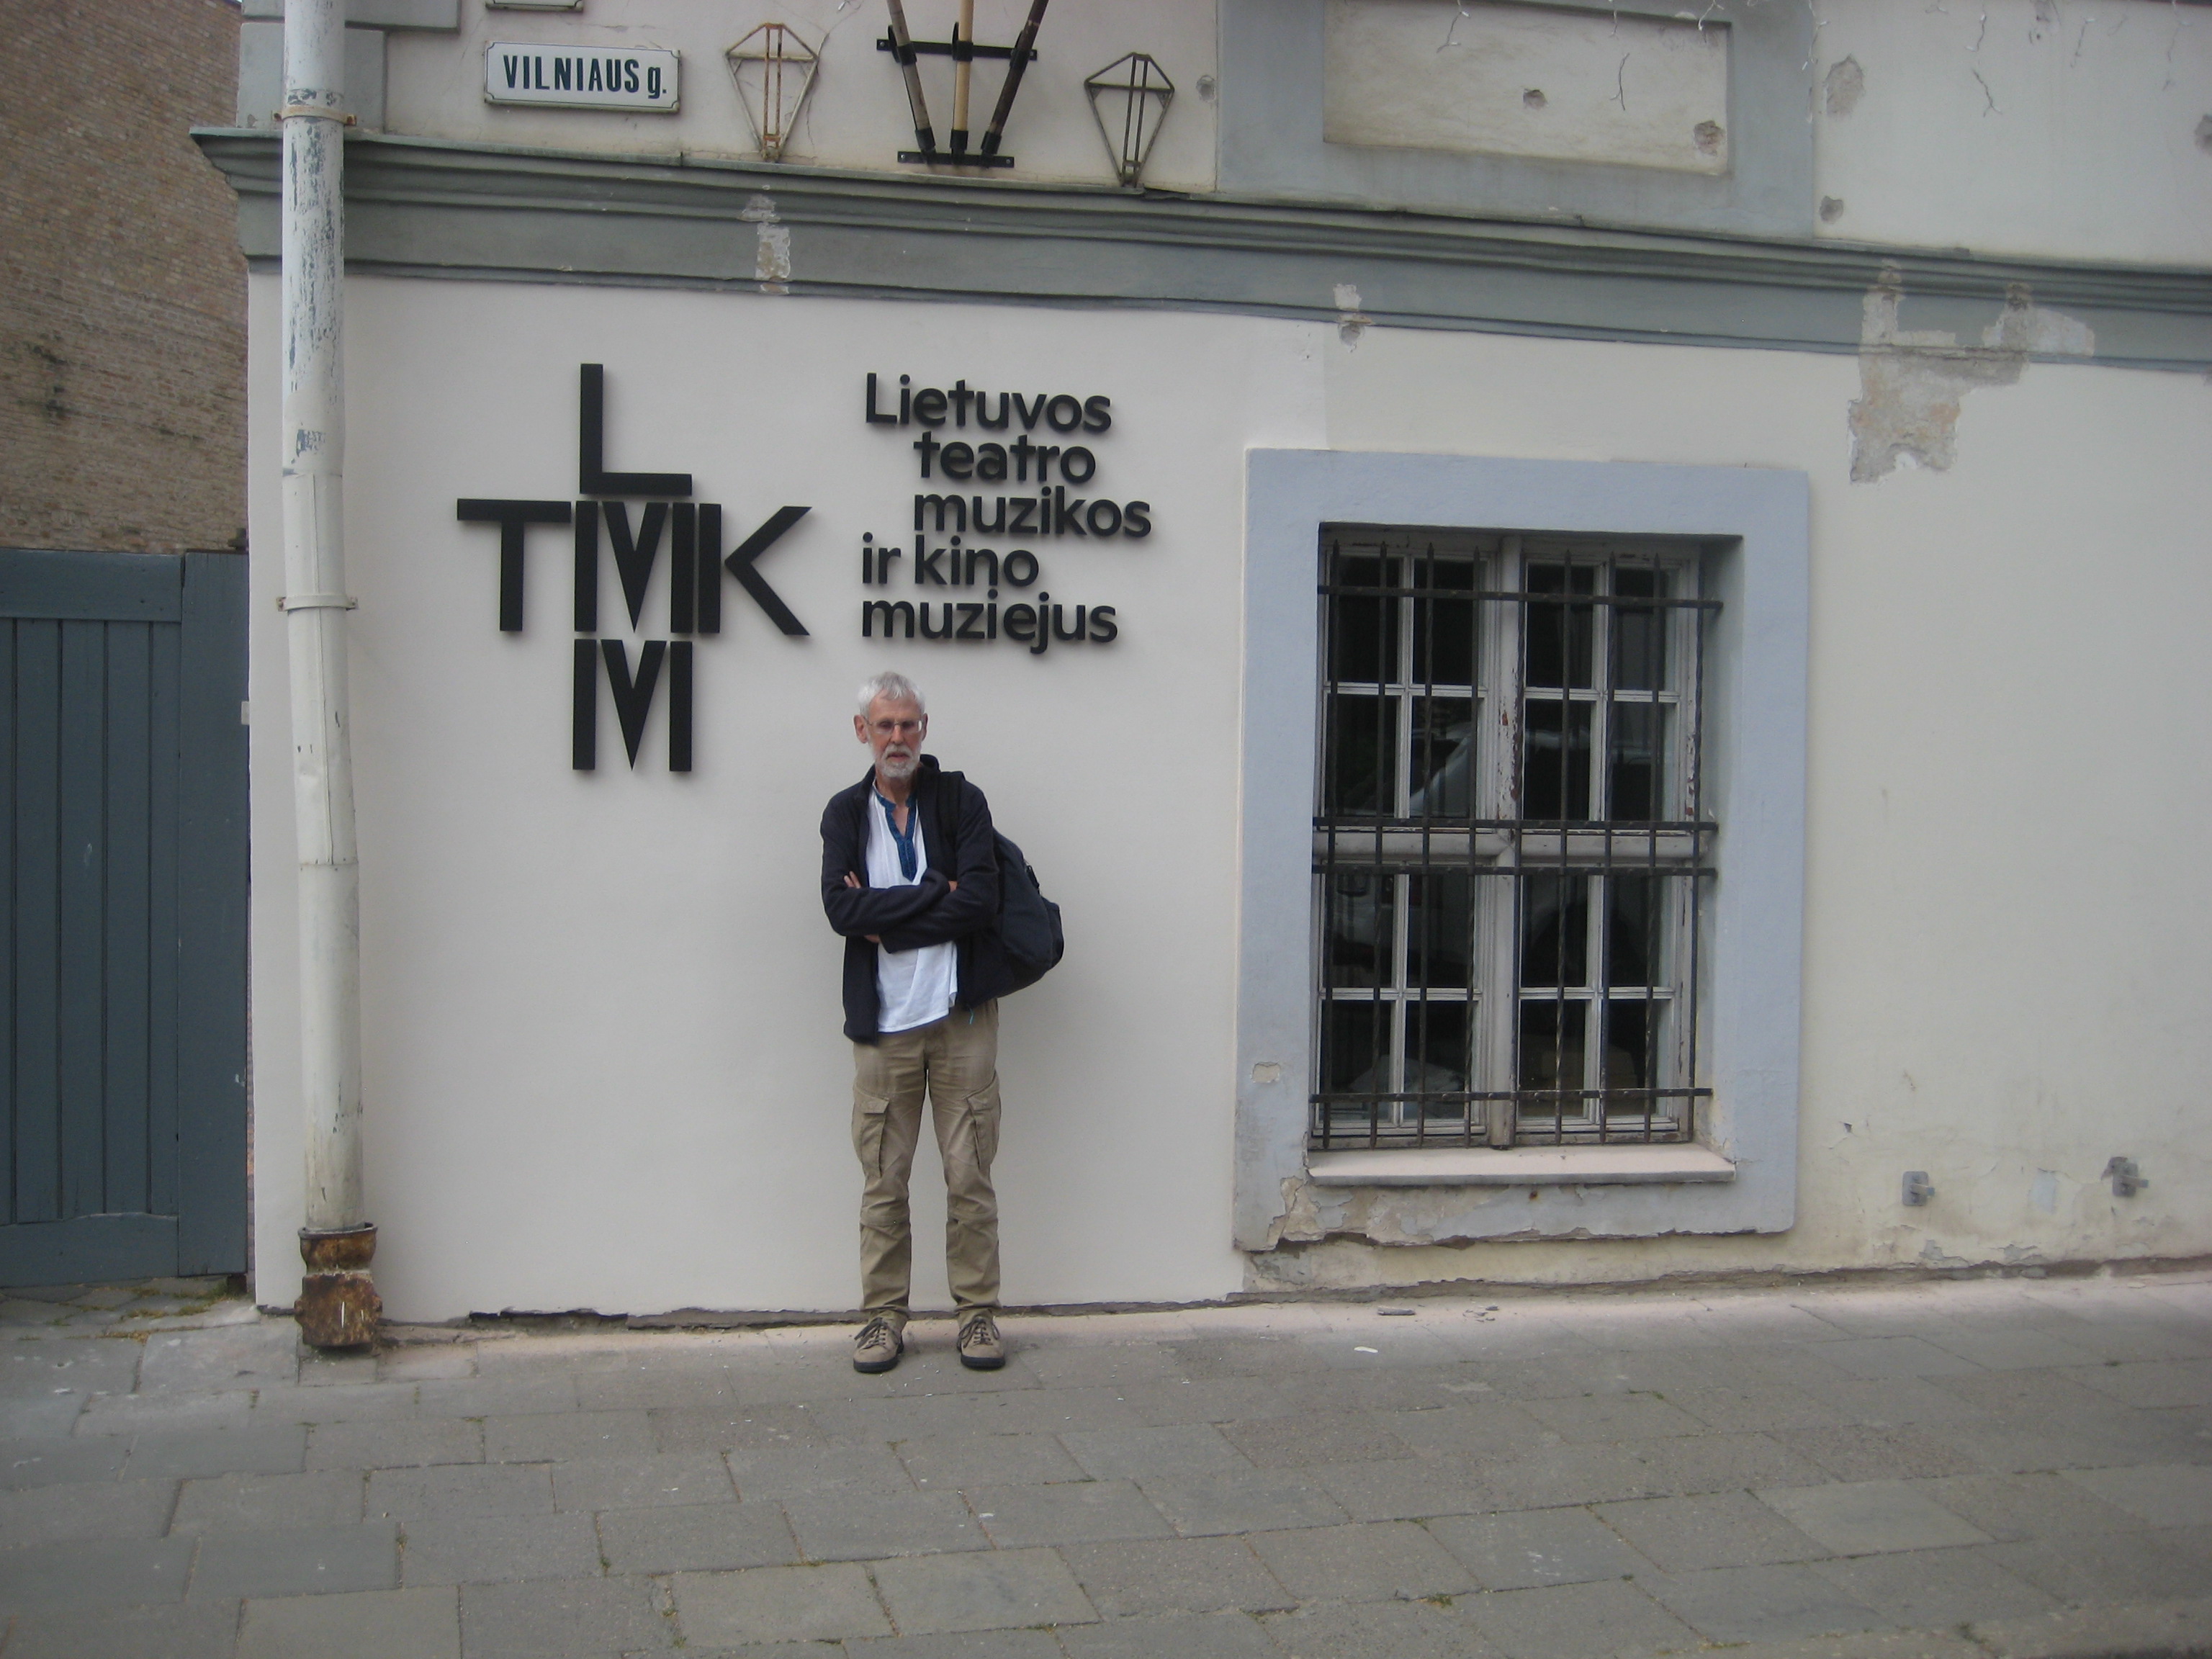 VILNIAUS g.
L
TMK
M
Lietuvos
teatro
muzikos
ir kino
muziejus